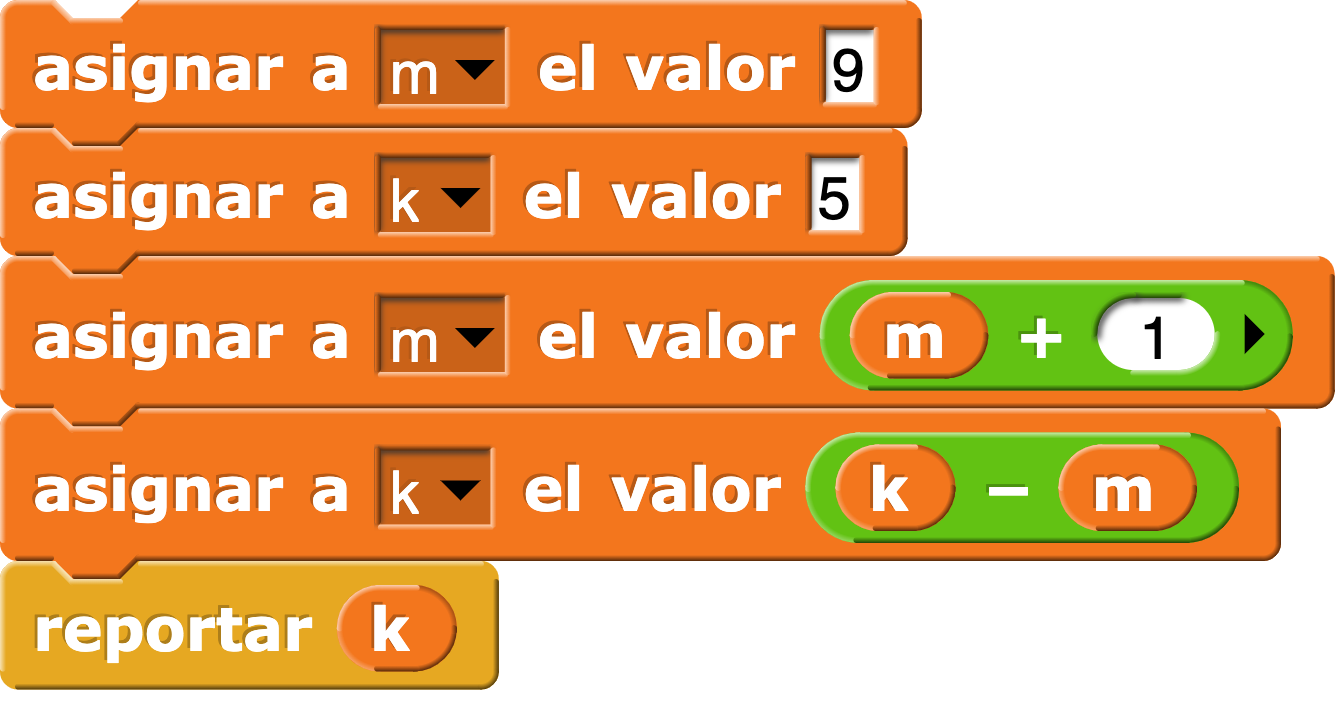 asignar a m el valor 9
asignar a k el valor 5
asignar a m el valor m + 1
asignar a k el valor k − m
reportar k